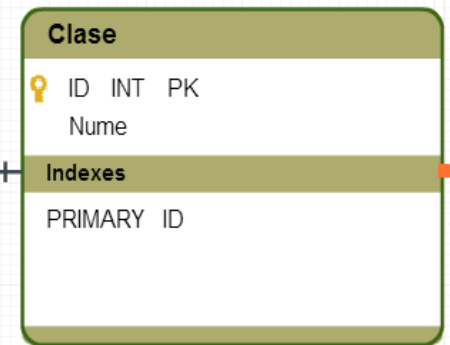 Clase
ID INT PK
Nume
Indexes
PRIMARY ID